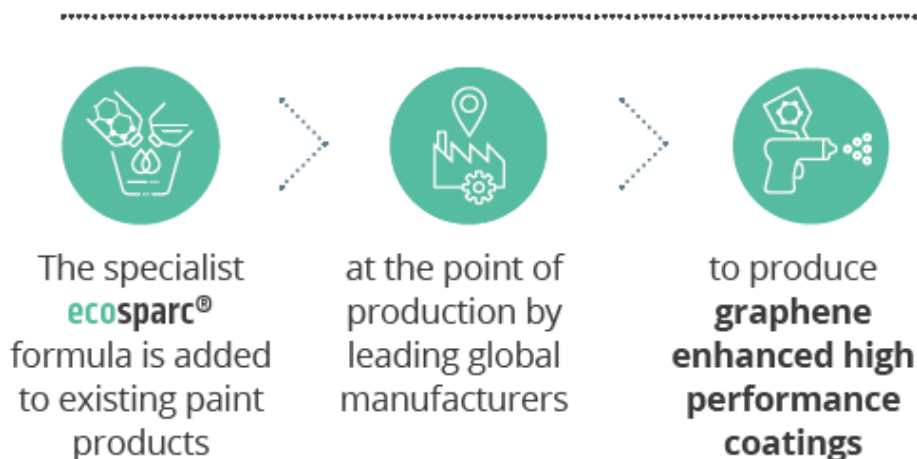 The specialist
ecosparc®
formula is added
to existing paint
products
at the point of
production by
leading global
manufacturers
to produce
graphene
enhanced high
performance
coatings